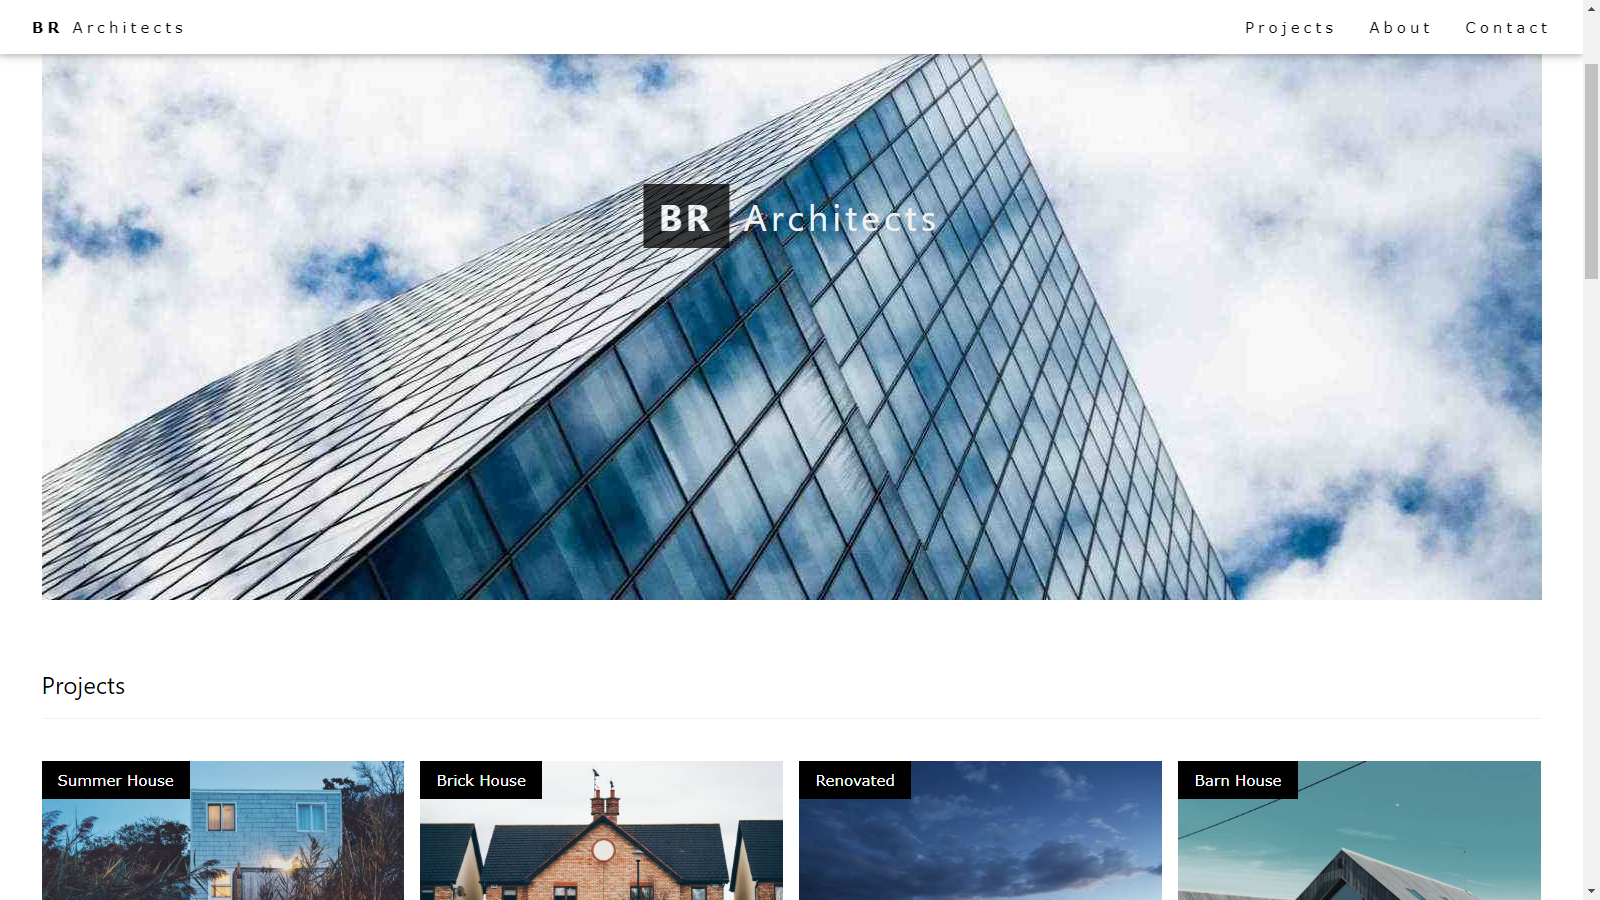 BR Architects
Projects About Contact
BR Architects
Projects
Summer House
Brick House
Renovated
Barn House